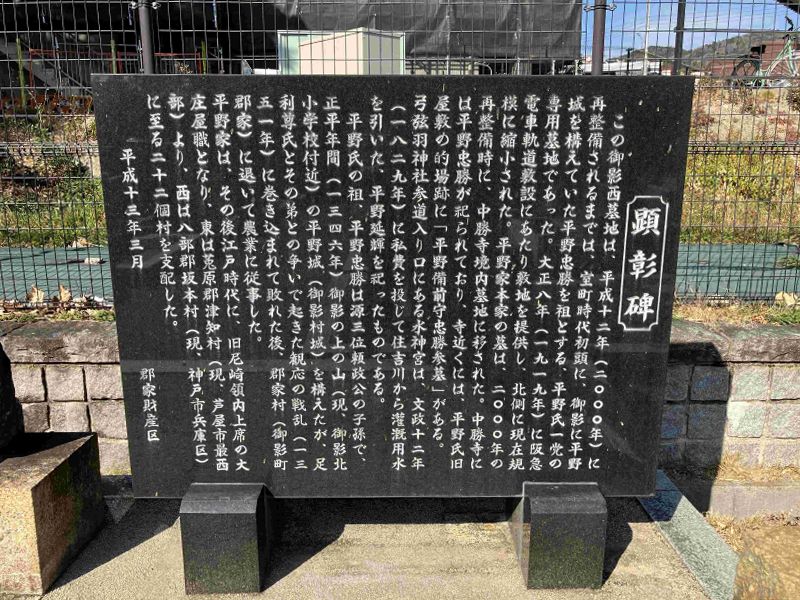 顕彰碑
この御影西墓地は、平成十二年（二〇〇〇年）に
再整備されるまでは、室町時代初頭に、御影に平野
城を構えていた平野忠勝を祖とする、平野氏一党の
専用墓地であった。大正八年（一九一九年）に阪急
電車軌道敷設にあたり敷地を提供し、北側に現在規
模に縮小された。平野家本家の墓は、二〇〇〇年の
再整備時に、中勝寺境内墓地に移された。中勝寺に
は平野忠勝が祀られており、寺近くには、平野氏旧
屋敷の的場跡に「平野備前守忠勝参墓」がある。
弓弦羽神社参道入り口にある水神宮は、文政十二年
（一八二九年）に私費を投じて住吉川から灌漑用水
を引いた、平野延輝を祀ったものである。
平野氏の祖、平野忠勝は源三位頼政公の子孫で、
正平年間（一三四六年）御影の上の山（現、御影北
小学校付近）の平野城（御影村城）を構えたが、足
利尊氏とその弟との争いで起きた観応の戦乱（一三
五一年）に巻き込まれて敗れた後、郡家村（御影町
郡家）に退いて農業に従事した。
平野家は、その後江戸時代に、旧尼崎領内上席の大
庄屋職となり、東は莵原郡津知村（現、芦屋市最西
部）より、西は八部郡坂本村（現、神戸市兵庫区）
に至る二十二個村を支配した。
平成十三年三月
郡家財産区